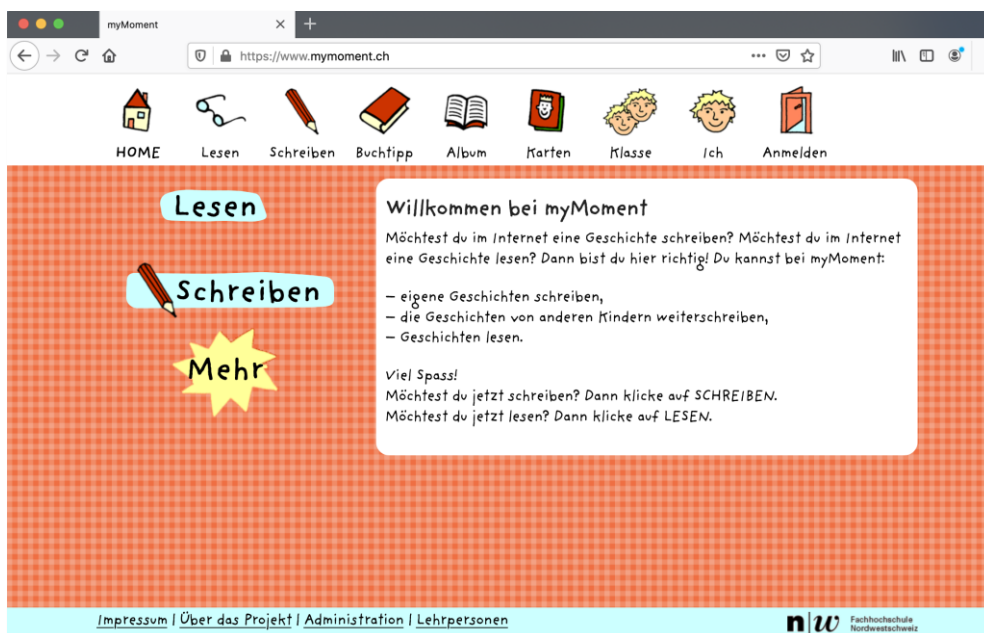 myMoment
https://www.mymoment.ch
HOME Lesen Schreiben Buchtipp Album Karten Klasse Ich Anmelden
Lesen
Schreiben
Mehr
Willkommen bei myMoment
Möchtest du im Internet eine Geschichte schreiben? Möchtest du im Internet
eine Geschichte lesen? Dann bist du hier richtig! Du kannst bei myMoment:
– eigene Geschichten schreiben,
– die Geschichten von anderen Kindern weiterschreiben,
– Geschichten lesen.
Viel Spass!
Möchtest du jetzt schreiben? Dann klicke auf SCHREIBEN.
Möchtest du jetzt lesen? Dann klicke auf LESEN.
Impressum | Über das Projekt | Administration | Lehrpersonen
n|w Fachhochschule
Nordwestschweiz